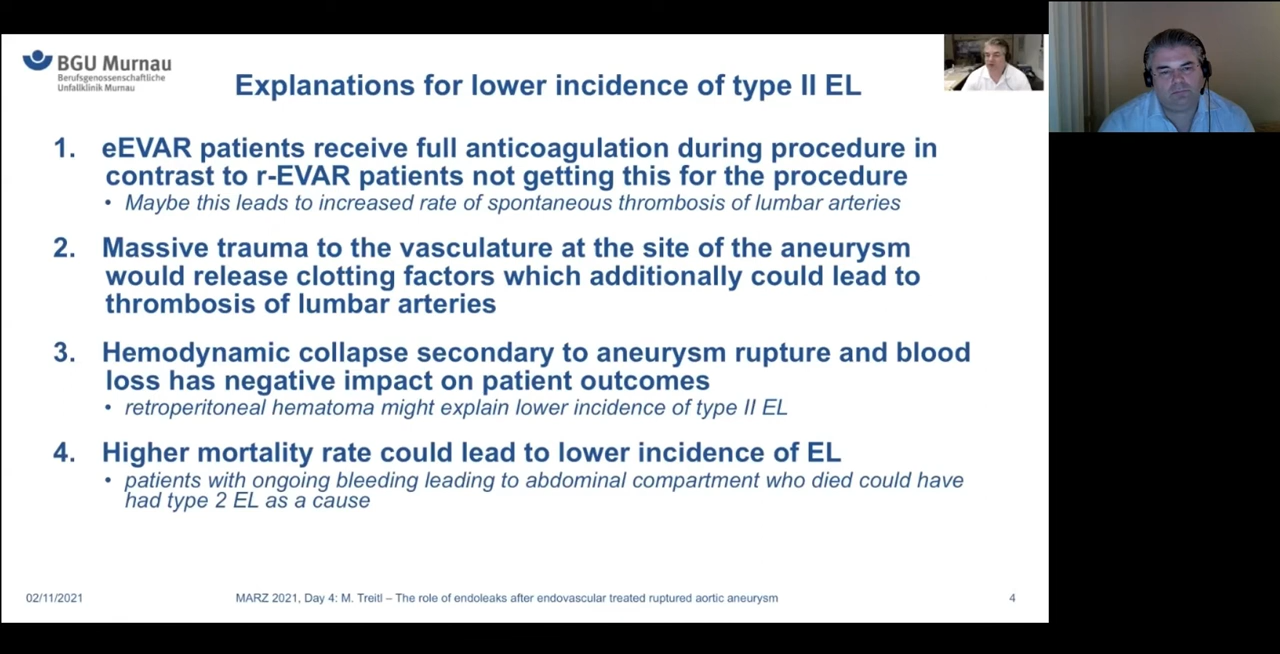 BGU Murnau
Berufsgenossenschaftliche
Unfallklinik Murnau
Explanations for lower incidence of type II EL
1. eEVAR patients receive full anticoagulation during procedure in
contrast to r-EVAR patients not getting this for the procedure
• Maybe this leads to increased rate of spontaneous thrombosis of lumbar arteries
2. Massive trauma to the vasculature at the site of the aneurysm
would release clotting factors which additionally could lead to
thrombosis of lumbar arteries
3. Hemodynamic collapse secondary to aneurysm rupture and blood
loss has negative impact on patient outcomes
• retroperitoneal hematoma might explain lower incidence of type II EL
4. Higher mortality rate could lead to lower incidence of EL
• patients with ongoing bleeding leading to abdominal compartment who died could have
had type 2 EL as a cause
02/11/2021
MARZ 2021, Day 4: M. Treitl – The role of endoleaks after endovascular treated ruptured aortic aneurysm
4